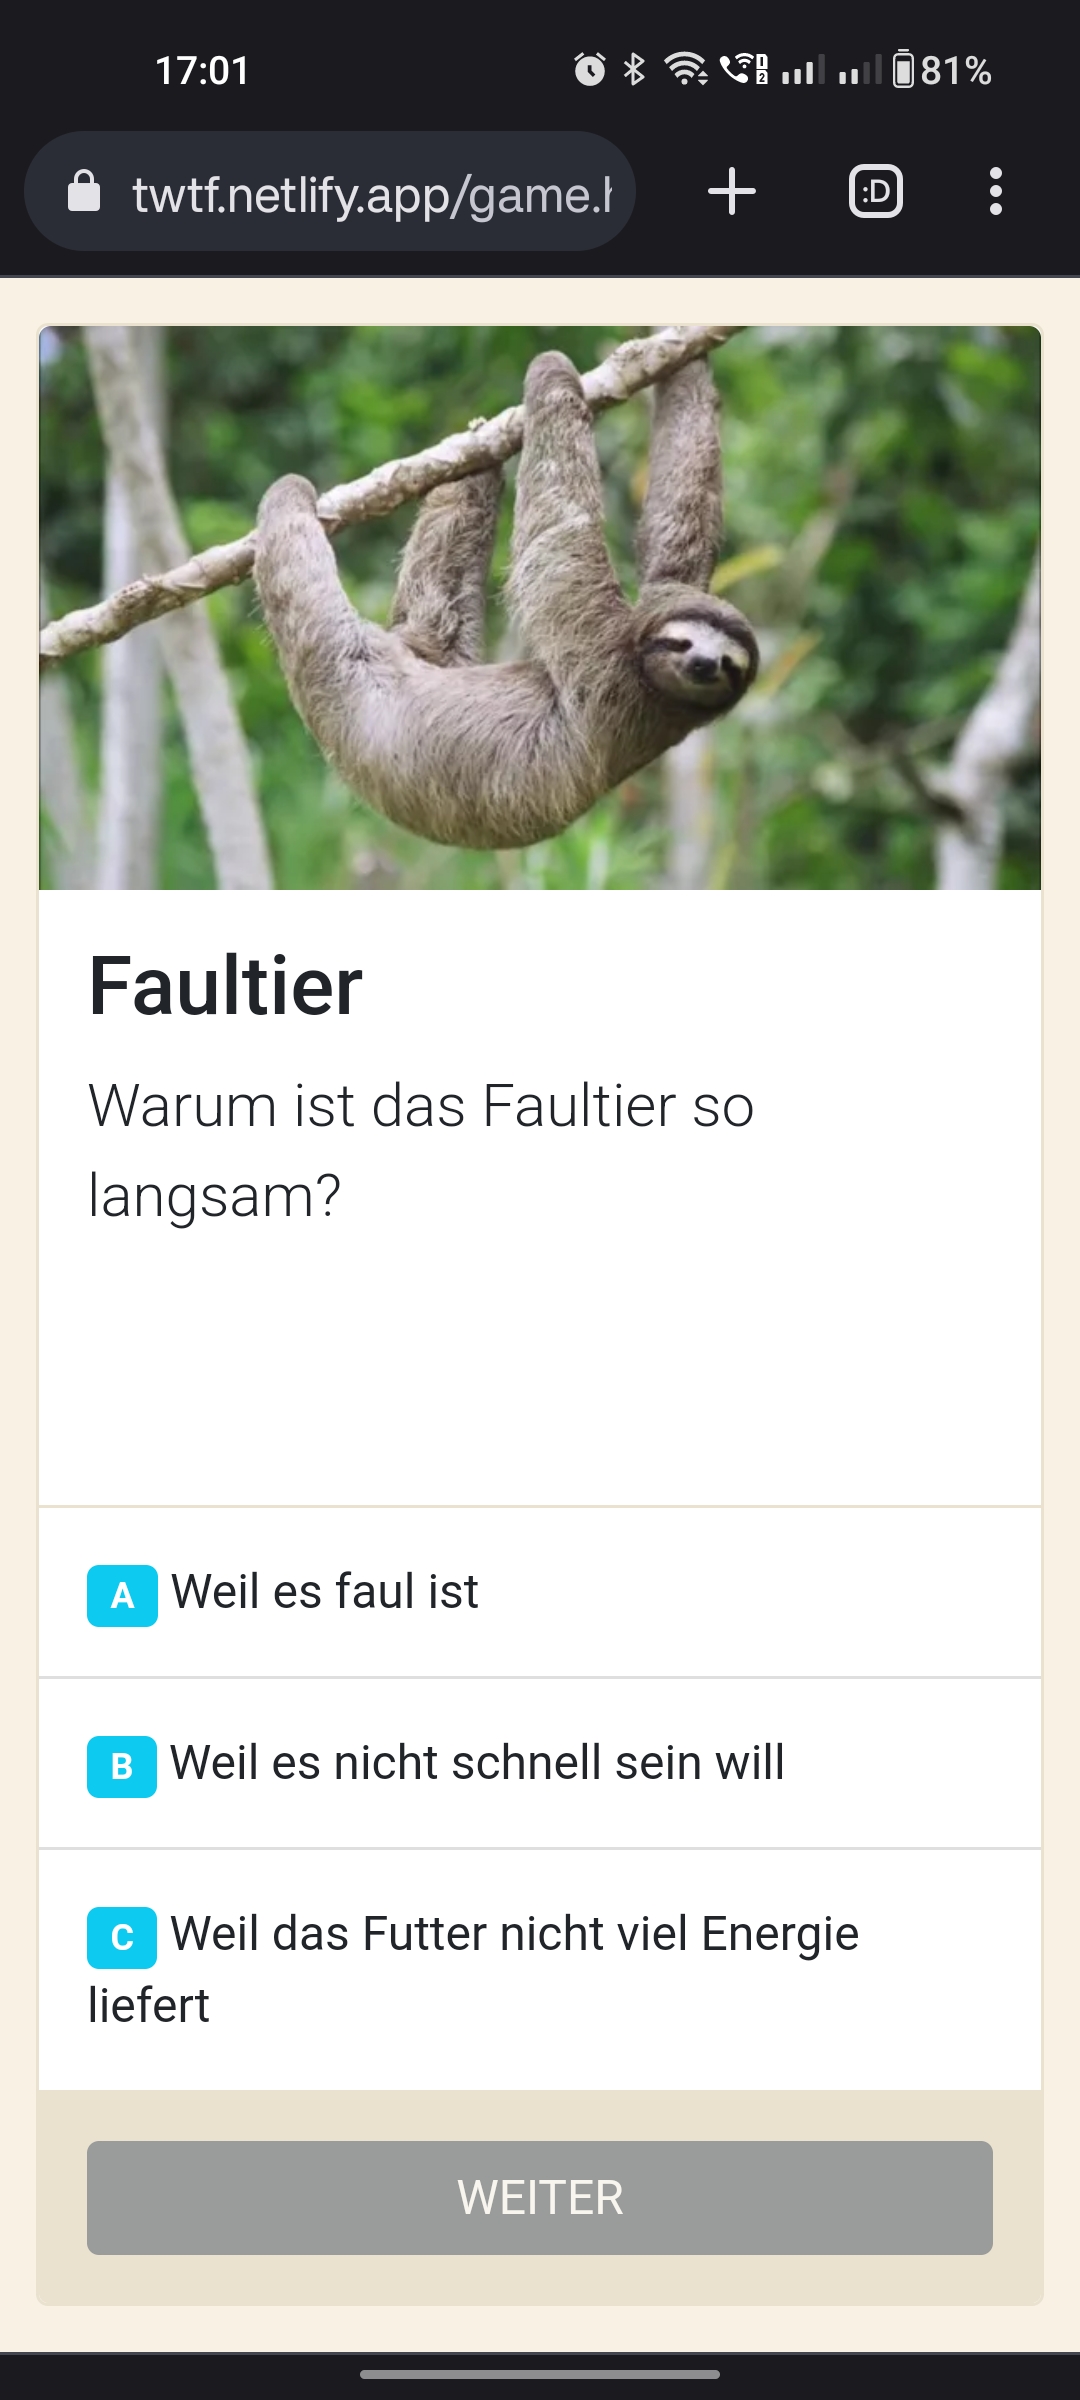 17:01
81%
twtf.netlify.app/game.
:D
Faultier
Warum ist das Faultier so
langsam?
A Weil es faul ist
B Weil es nicht schnell sein will
C Weil das Futter nicht viel Energie
liefert
WEITER